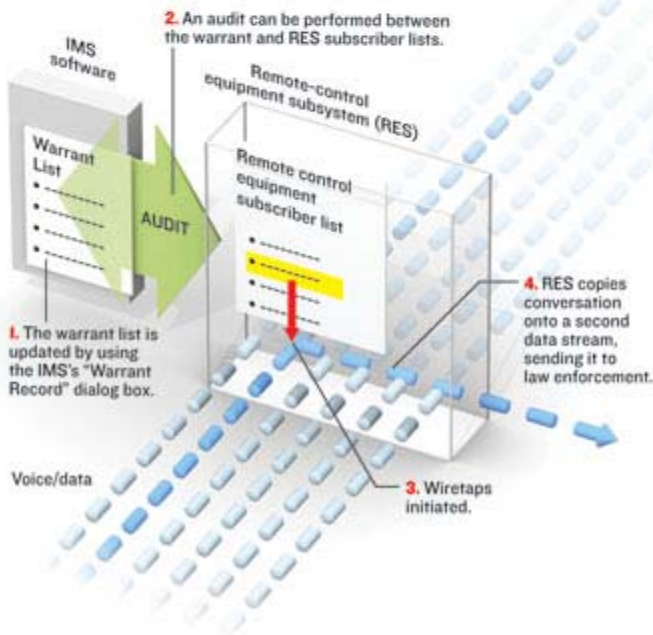 2. An audit can be performed between
the warrant and RES subscriber lists.
IMS
software
Remote-control
equipment subsystem (RES)
Warrant
List
AUDIT
Remote control
equipment
subscriber list
1. The warrant list is
updated by using
the IMS's "Warrant
Record" dialog box.
4. RES copies
conversation
onto a second
data stream,
sending it to
law enforcement.
Voice/data
3. Wiretaps
initiated.